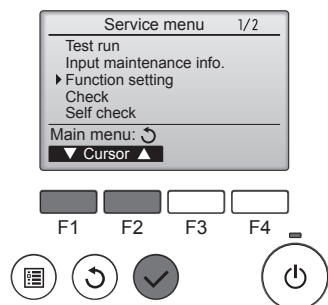 Service menu 1/2
Test run
Input maintenance info.
Function setting
Check
Self check
Main menu:
Cursor
F1 F2 F3 F4